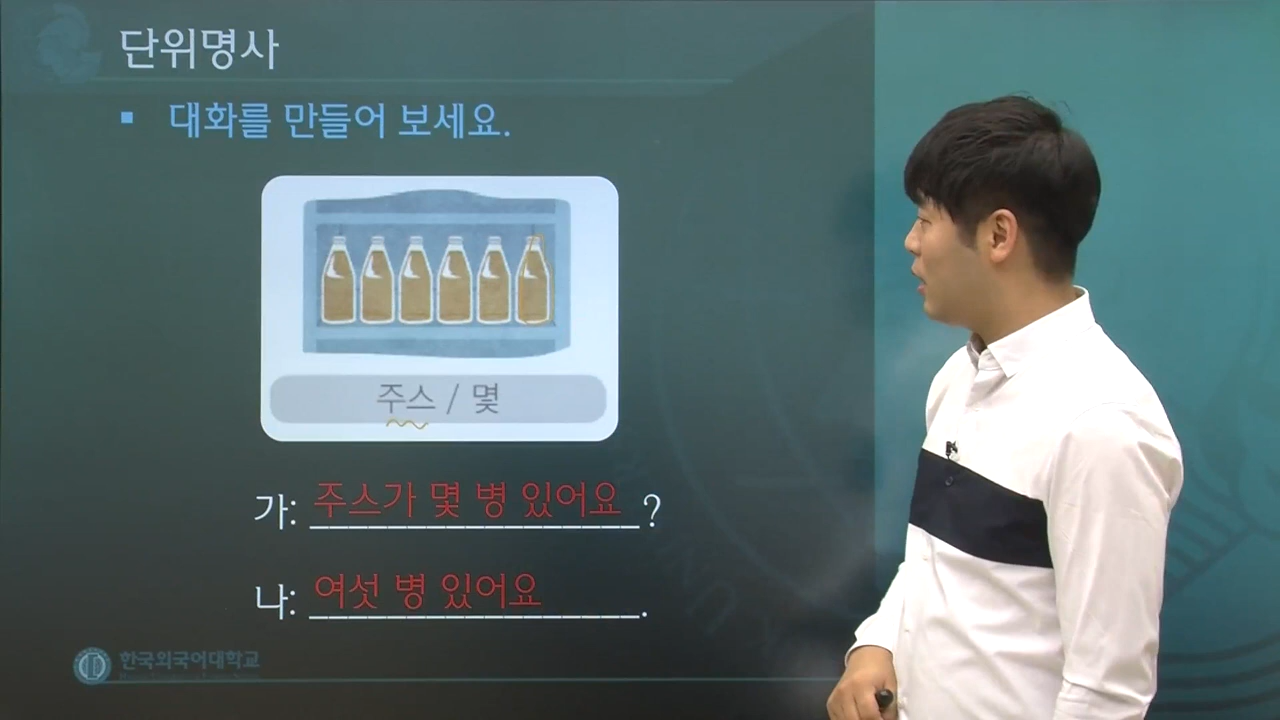 단위명사
▪ 대화를 만들어 보세요.
주스 / 몇
가: 주스가 몇 병 있어요?
나: 여섯 병 있어요.
한국외국어대학교